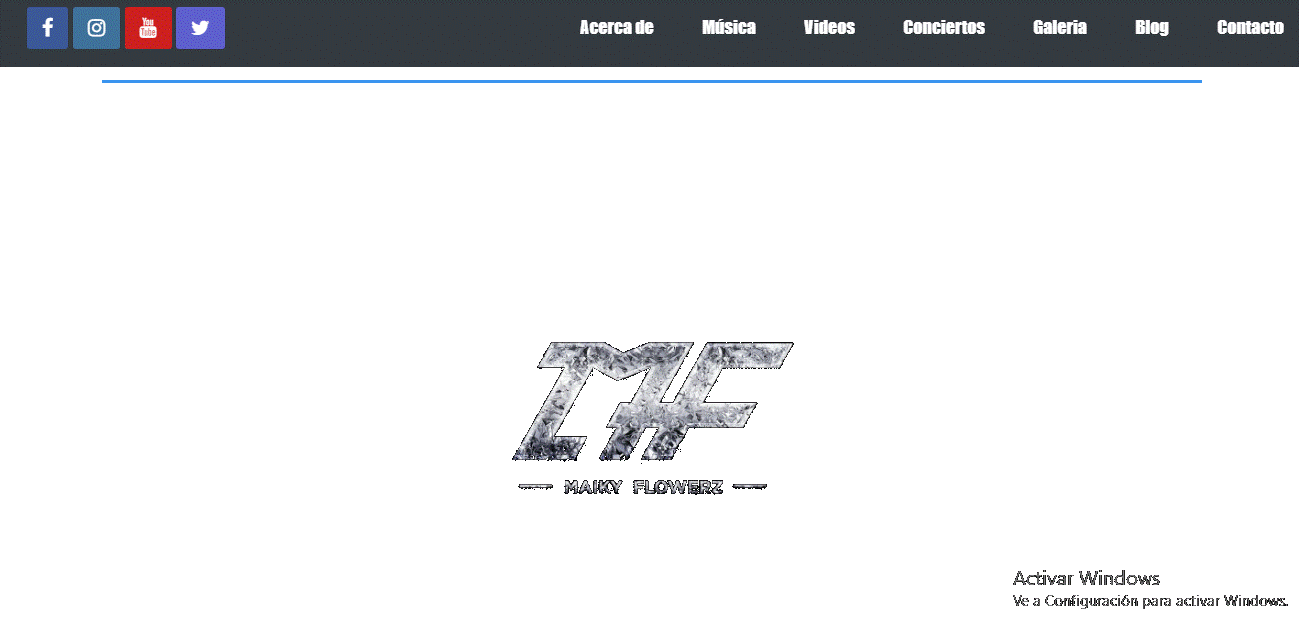 You Tube
Acerca de Música Videos Conciertos Galeria Blog Contacto
MF
MAIKY FLOWERZ
Activar Windows
Ve a Configuración para activar Windows.